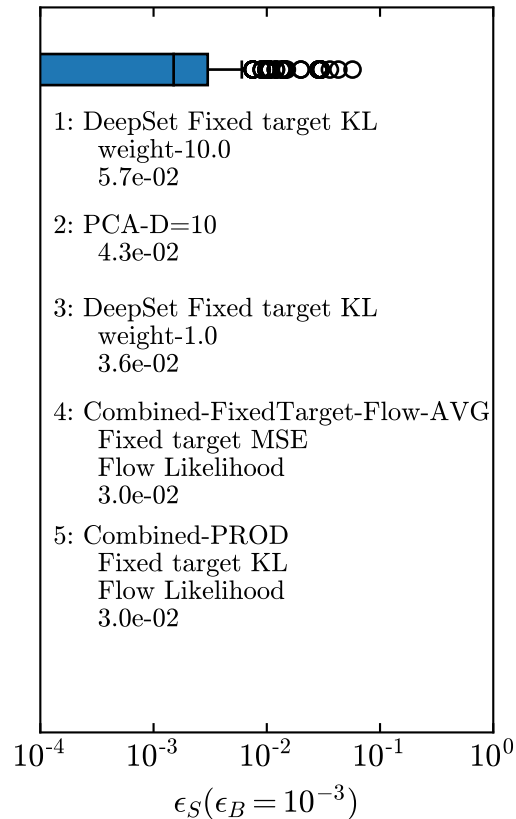 1: DeepSet Fixed target KL
weight-10.0
5.7e-02
2: PCA-D=10
4.3e-02
3: DeepSet Fixed target KL
weight-1.0
3.6e-02
4: Combined-FixedTarget-Flow-AVG
Fixed target MSE
Flow Likelihood
3.0e-02
5: Combined-PROD
Fixed target KL
Flow Likelihood
3.0e-02
10⁻⁴ 10⁻³ 10⁻² 10⁻¹ 10⁰
ϵ_S(ϵ_B = 10⁻³)